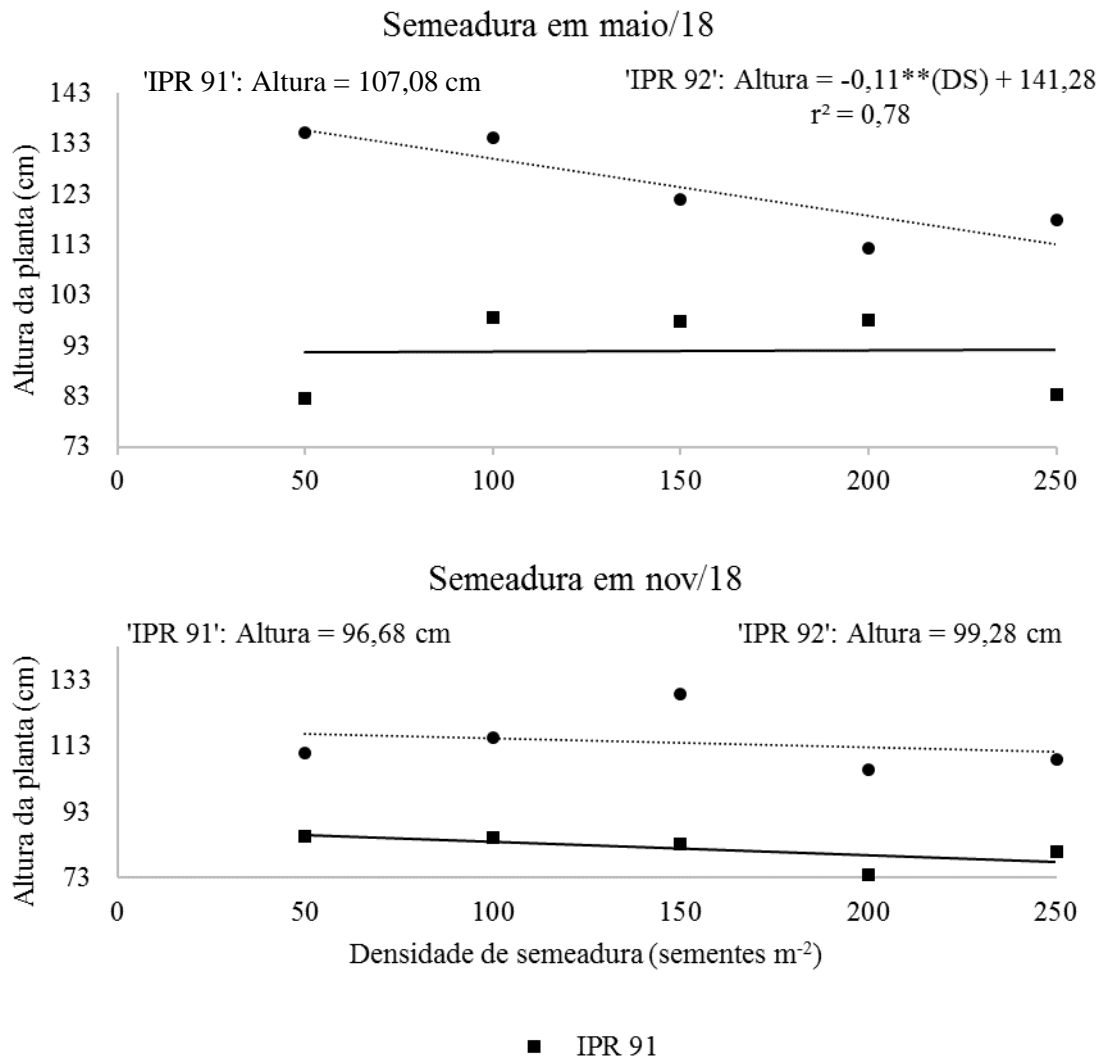 Semeadura em maio/18
'IPR 91': Altura = 107,08 cm
'IPR 92': Altura = -0,11**(DS) + 141,28
r² = 0,78
Altura da planta (cm)
143
133
123
113
103
93
83
73
0 50 100 150 200 250
Semeadura em nov/18
'IPR 91': Altura = 96,68 cm
'IPR 92': Altura = 99,28 cm
Altura da planta (cm)
133
113
93
73
0 50 100 150 200 250
Densidade de semeadura (sementes m⁻²)
IPR 91